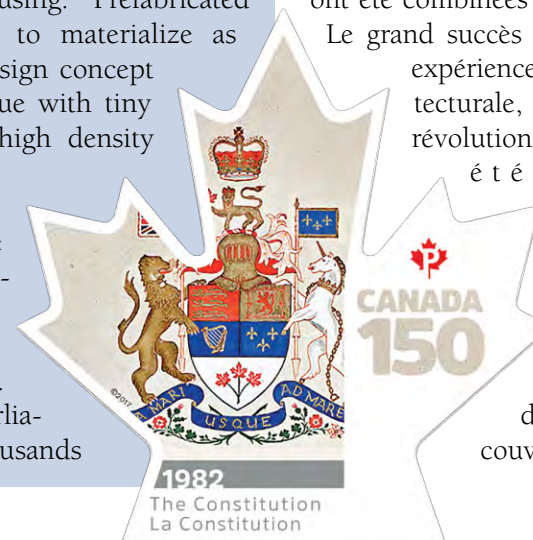 using. Prefabricated
to materialize as
sign concept
ue with tiny
high density
-
rlia-
usands
ont été combinées
Le grand succès
expérience
tecturale,
révolution
été
d
couv
P
CANADA
150
©2017
A MARI USQUE AD MARE
1982
The Constitution
La Constitution